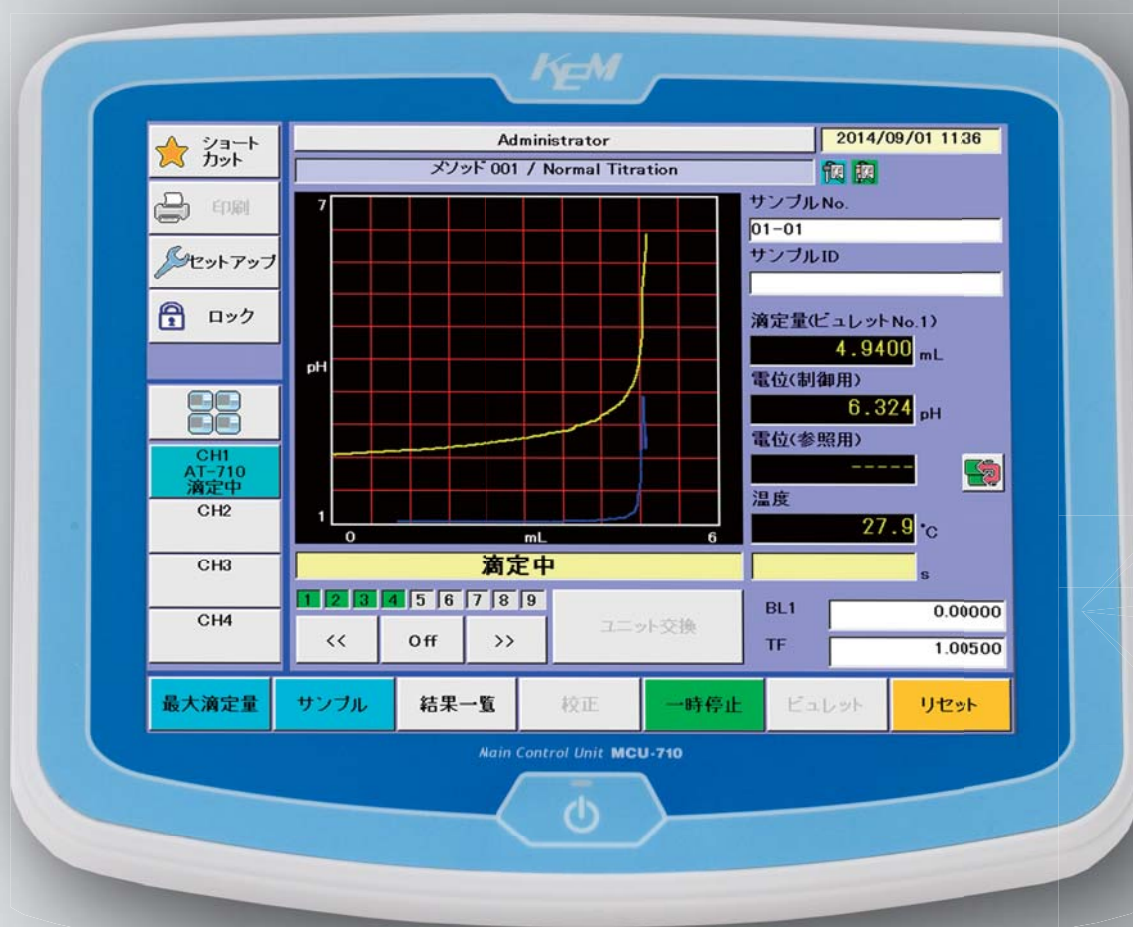 KEM
ショート
カット
Administrator
2014/09/01 11:36
メソッド 001 / Normal Titration
印刷
セットアップ
ロック
7
pH
1
0
mL
6
サンプル No.
01-01
サンプル ID
滴定量(ビュレット No.1)
4.9400 mL
電位(制御用)
6.324 pH
電位(参照用)
-----
温度
27.9 °C
s
CH1
AT-710
滴定中
CH2
CH3
CH4
滴定中
1 2 3 4 5 6 7 8 9
<< Off >>
ユニット交換
BL1 0.00000
TF 1.00500
最大滴定量 サンプル 結果一覧 校正 一時停止 ビュレット リセット
Main Control Unit MCU-710